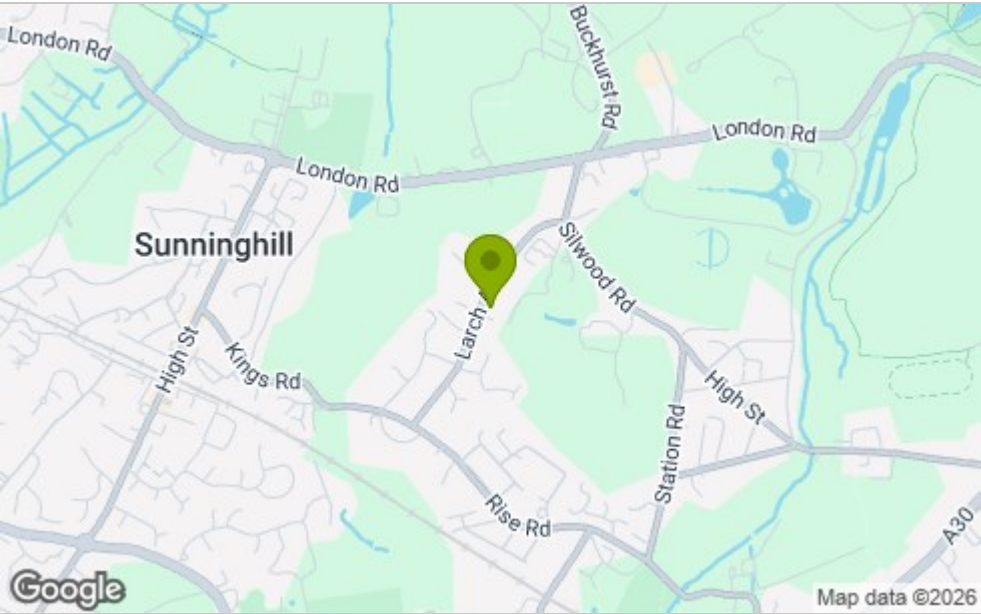 London Rd
Buckhurst Rd
London Rd
London Rd
Sunninghill
Silwood Rd
Larch
High St
Kings Rd
High St
Station Rd
Rise Rd
A30
Google
Map data ©2026